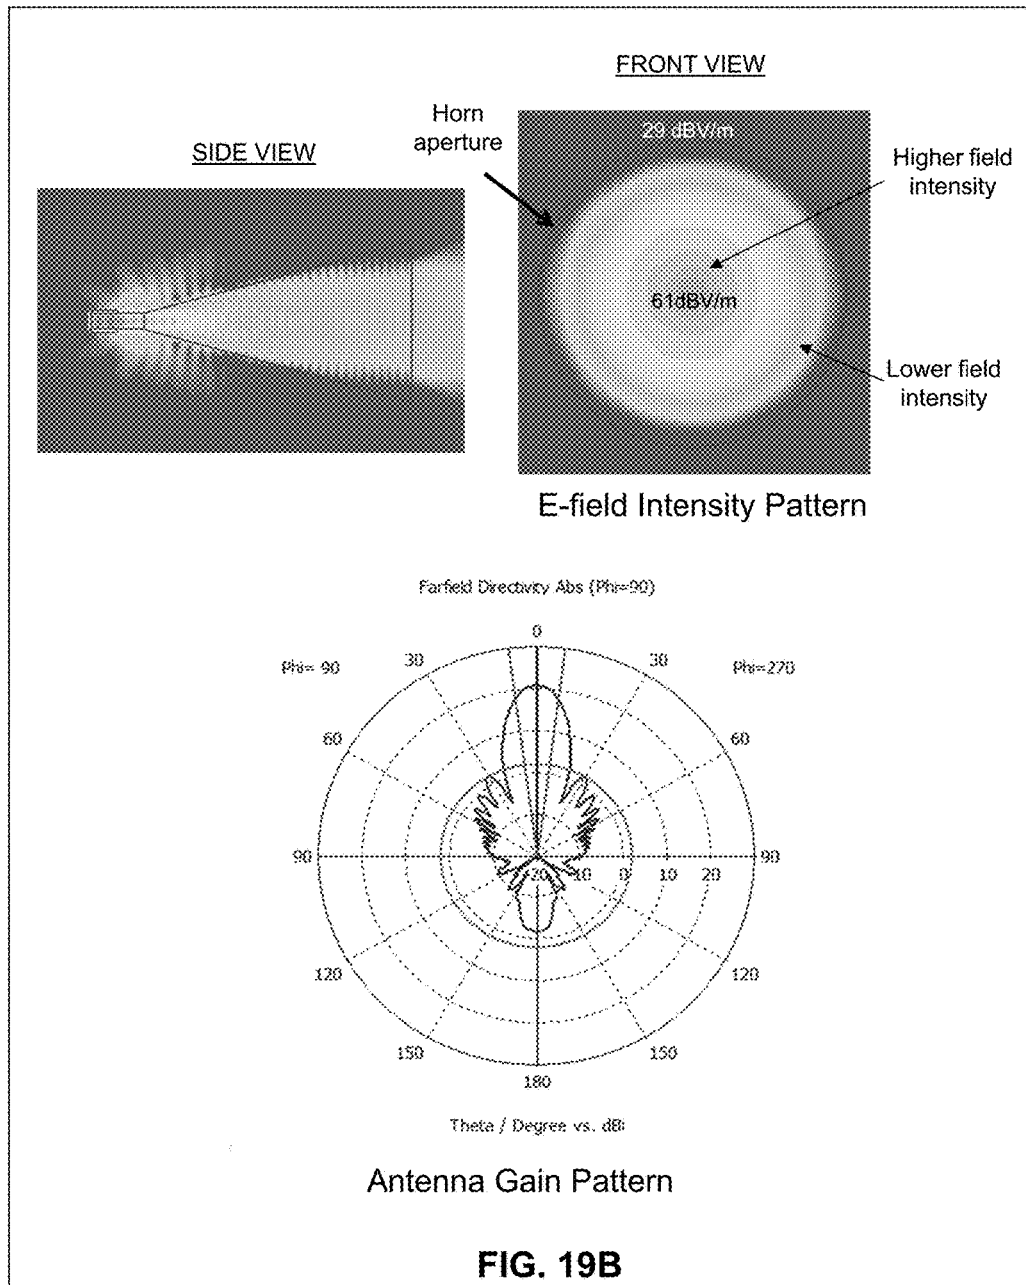 FRONT VIEW
Horn
aperture
29 dBV/m
SIDE VIEW
Higher field
intensity
61dBV/m
Lower field
intensity
E-field Intensity Pattern
Farfield Directivity Abs (Phi=90)
0
30
30
Phi= 90
Phi=270
60
60
90
90
-20
-10
0
10
20
120
120
150
150
180
Theta / Degree vs. dBi
Antenna Gain Pattern
FIG. 19B